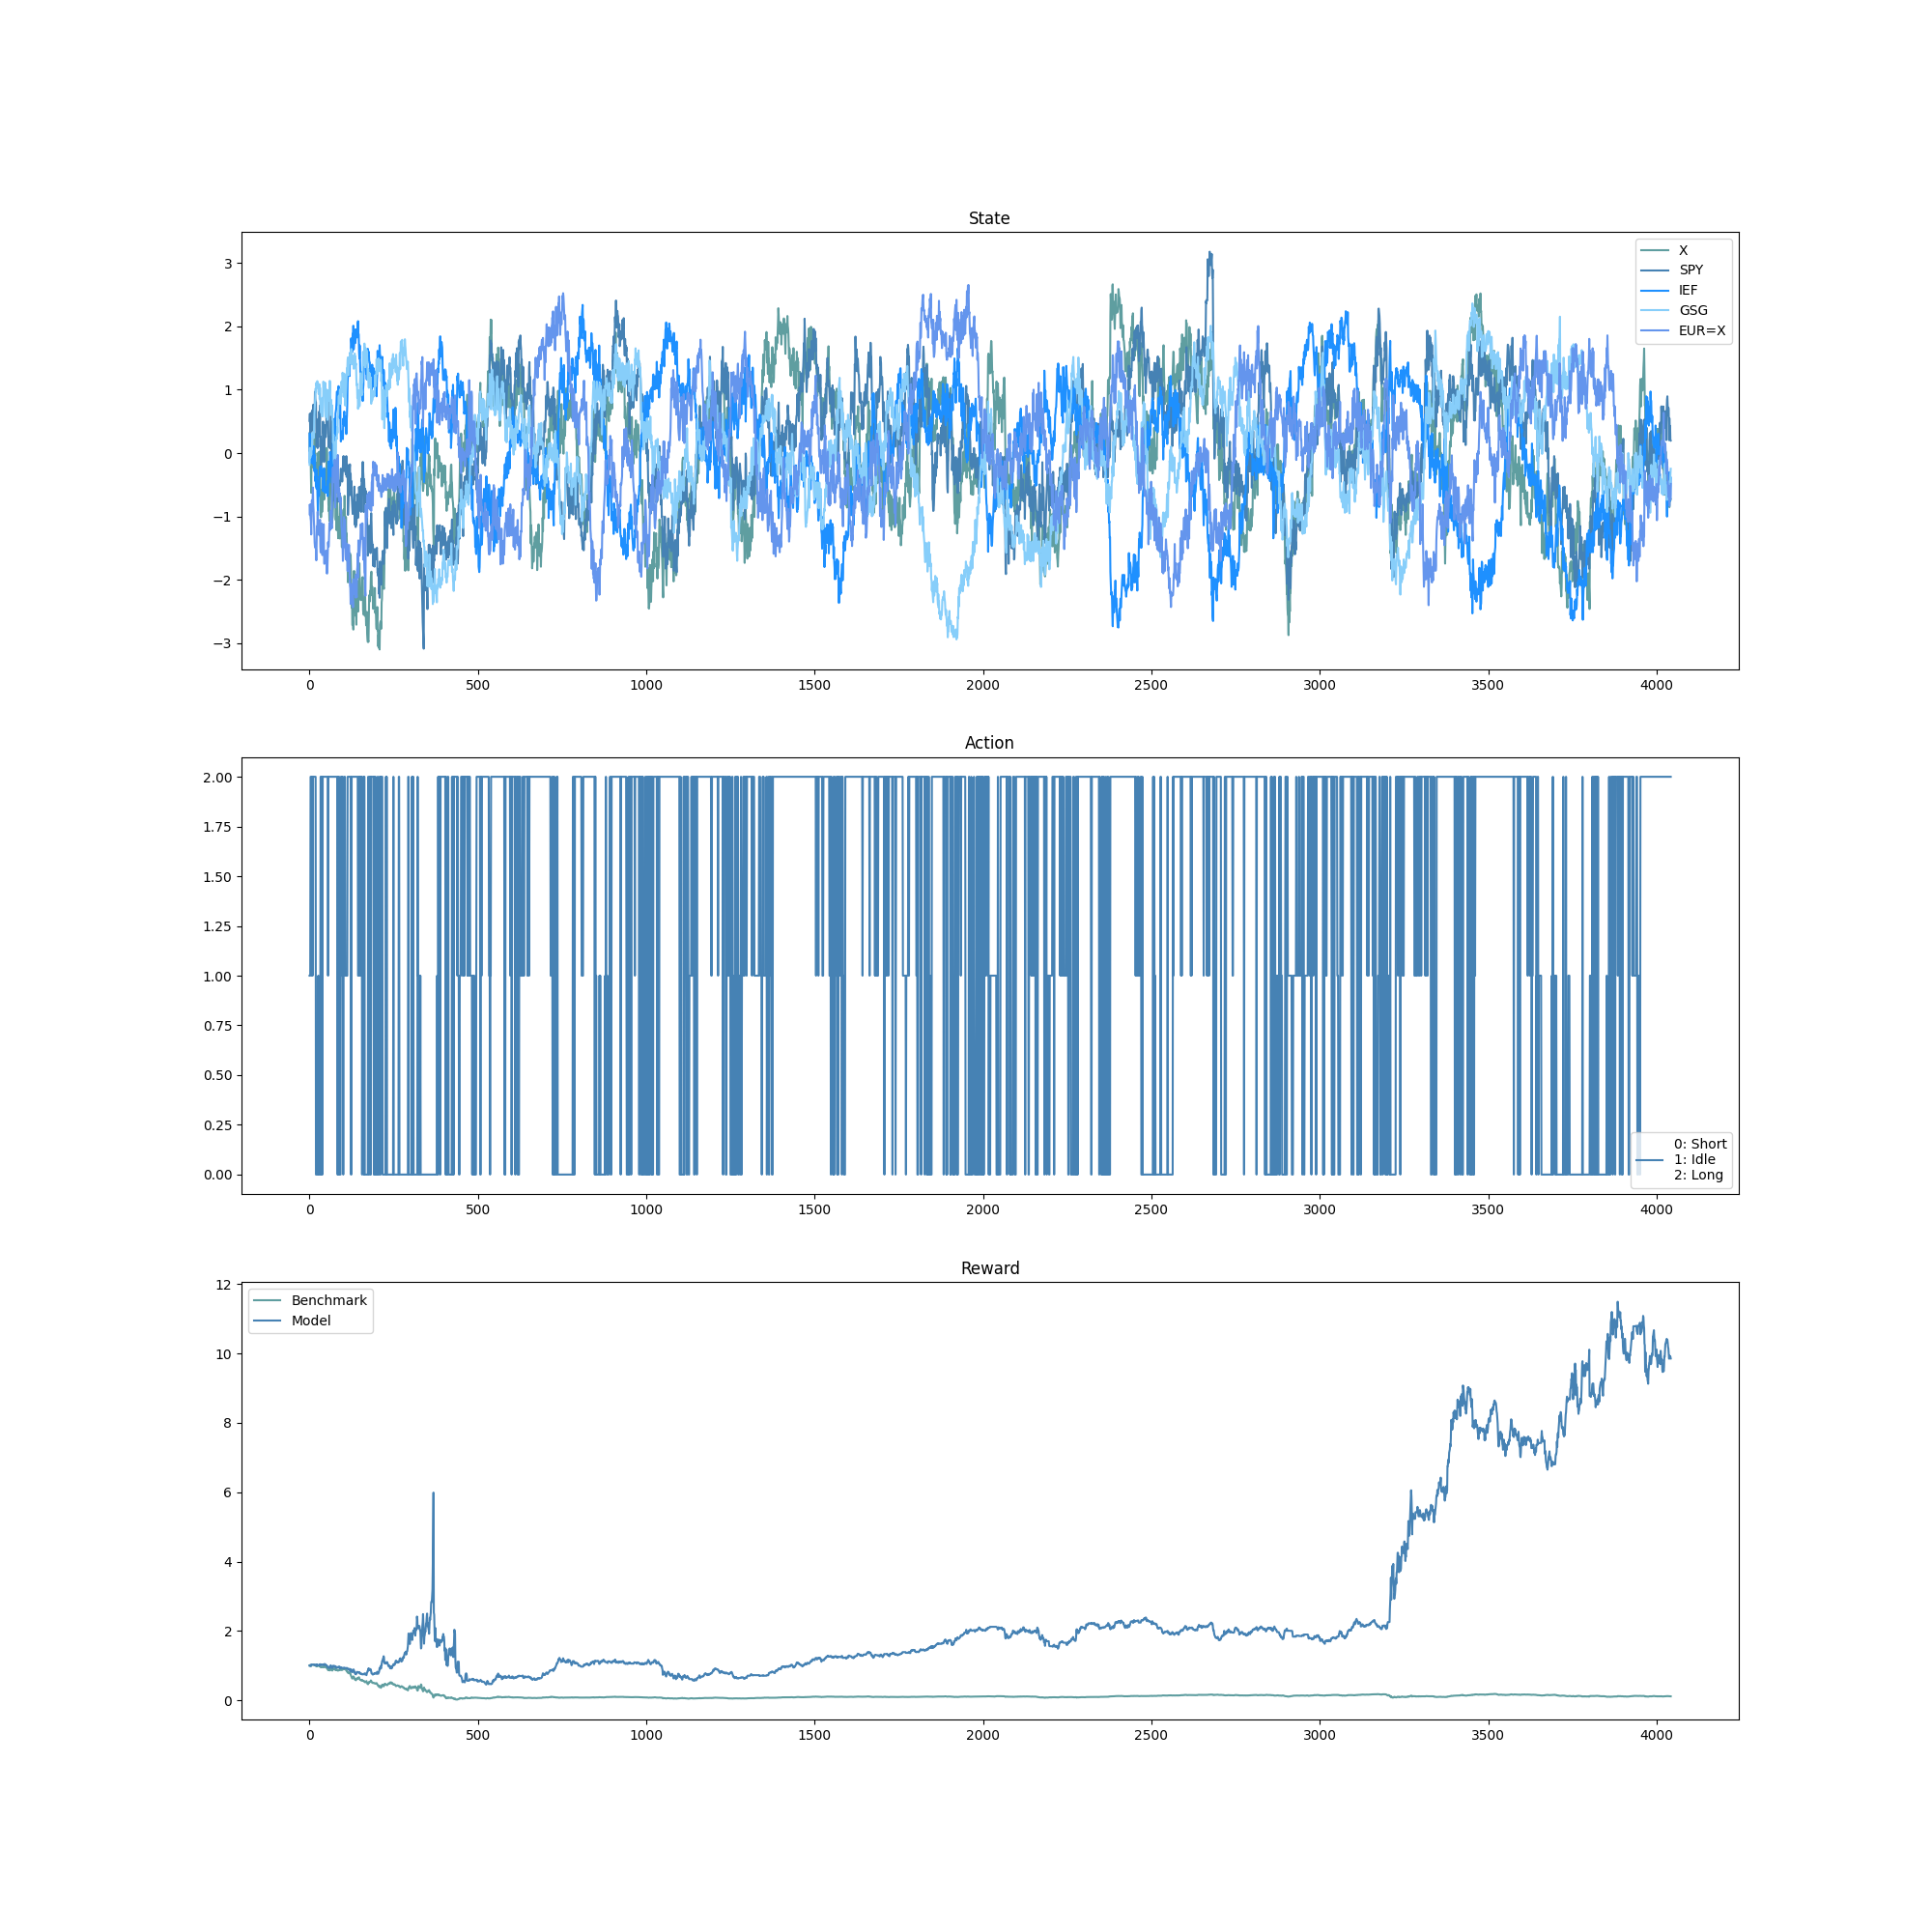 State
3
2
1
0
−1
−2
−3
X
SPY
IEF
GSG
EUR=X
0 500 1000 1500 2000 2500 3000 3500 4000
Action
2.00
1.75
1.50
1.25
1.00
0.75
0.50
0.25
0.00
0: Short
1: Idle
2: Long
0 500 1000 1500 2000 2500 3000 3500 4000
Reward
12
10
8
6
4
2
0
Benchmark
Model
0 500 1000 1500 2000 2500 3000 3500 4000